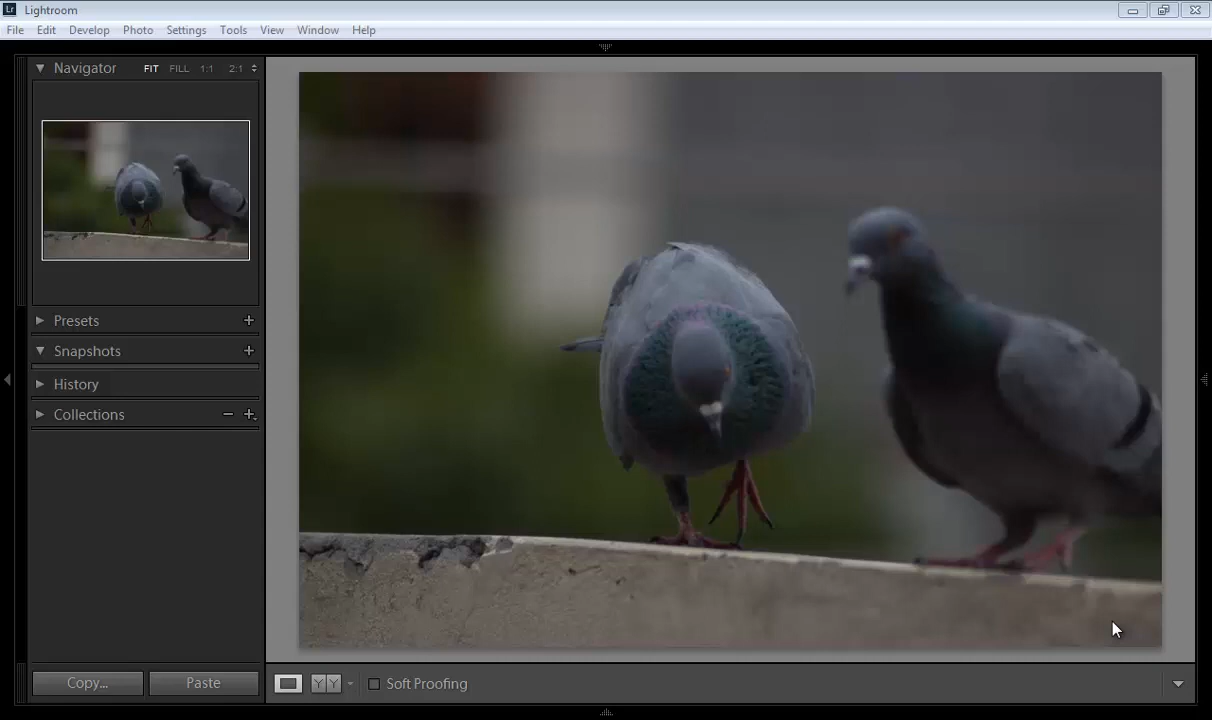 Lr Lightroom
File Edit Develop Photo Settings Tools View Window Help
Navigator FIT FILL 1:1 2:1
Presets
Snapshots
History
Collections
Copy... Paste Y Y Soft Proofing